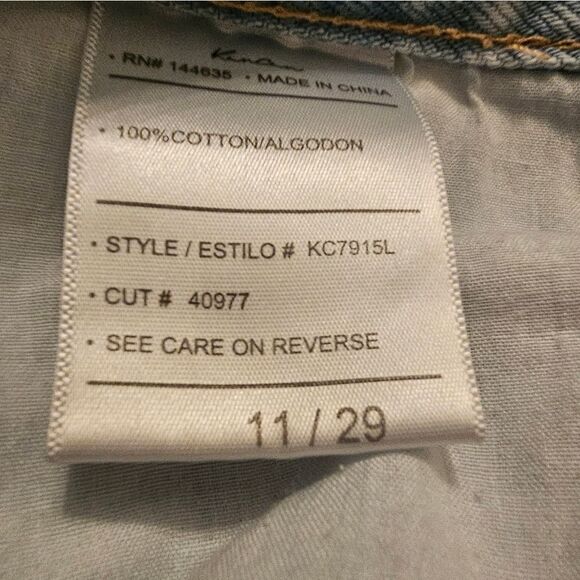 KanCan
• RN# 144635 • MADE IN CHINA
• 100%COTTON/ALGODON
• STYLE / ESTILO # KC7915L
• CUT # 40977
• SEE CARE ON REVERSE
11 / 29